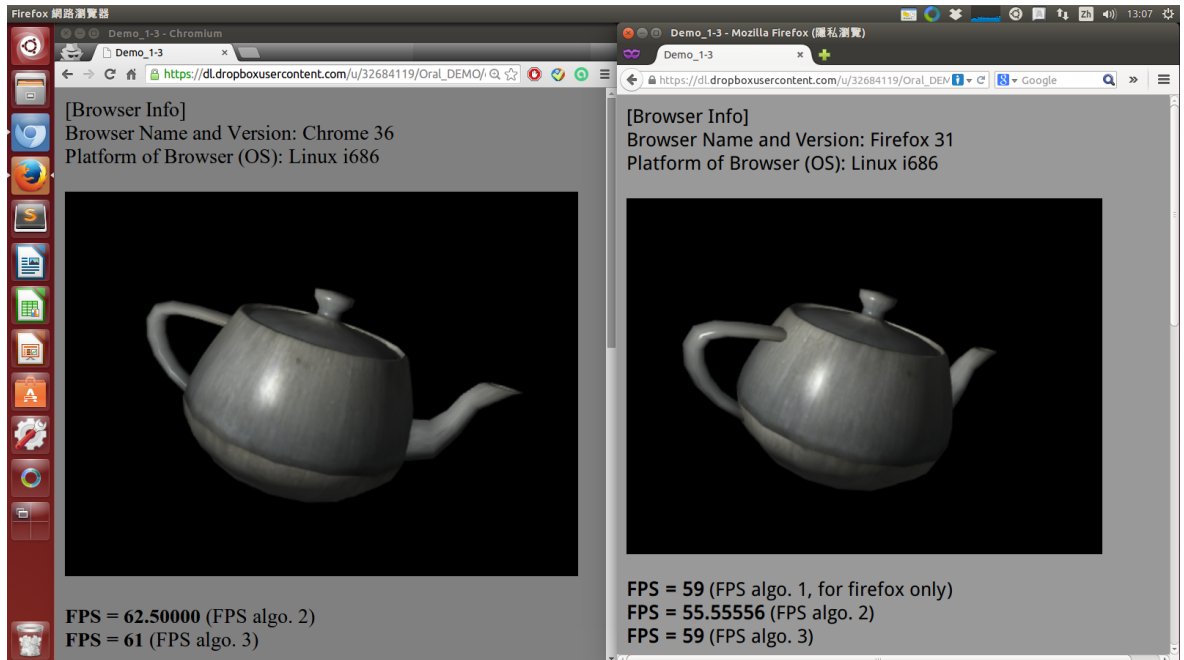 Firefox 網路瀏覽器
Zh
13:07
Demo_1-3 - Chromium
Demo_1-3
https://dl.dropboxusercontent.com/u/32684119/Oral_DEMO/
[Browser Info]
Browser Name and Version: Chrome 36
Platform of Browser (OS): Linux i686
FPS = 62.50000 (FPS algo. 2)
FPS = 61 (FPS algo. 3)
Demo_1-3 - Mozilla Firefox (隱私瀏覽)
Demo_1-3
https://dl.dropboxusercontent.com/u/32684119/Oral_DEM
Google
[Browser Info]
Browser Name and Version: Firefox 31
Platform of Browser (OS): Linux i686
FPS = 59 (FPS algo. 1, for firefox only)
FPS = 55.55556 (FPS algo. 2)
FPS = 59 (FPS algo. 3)